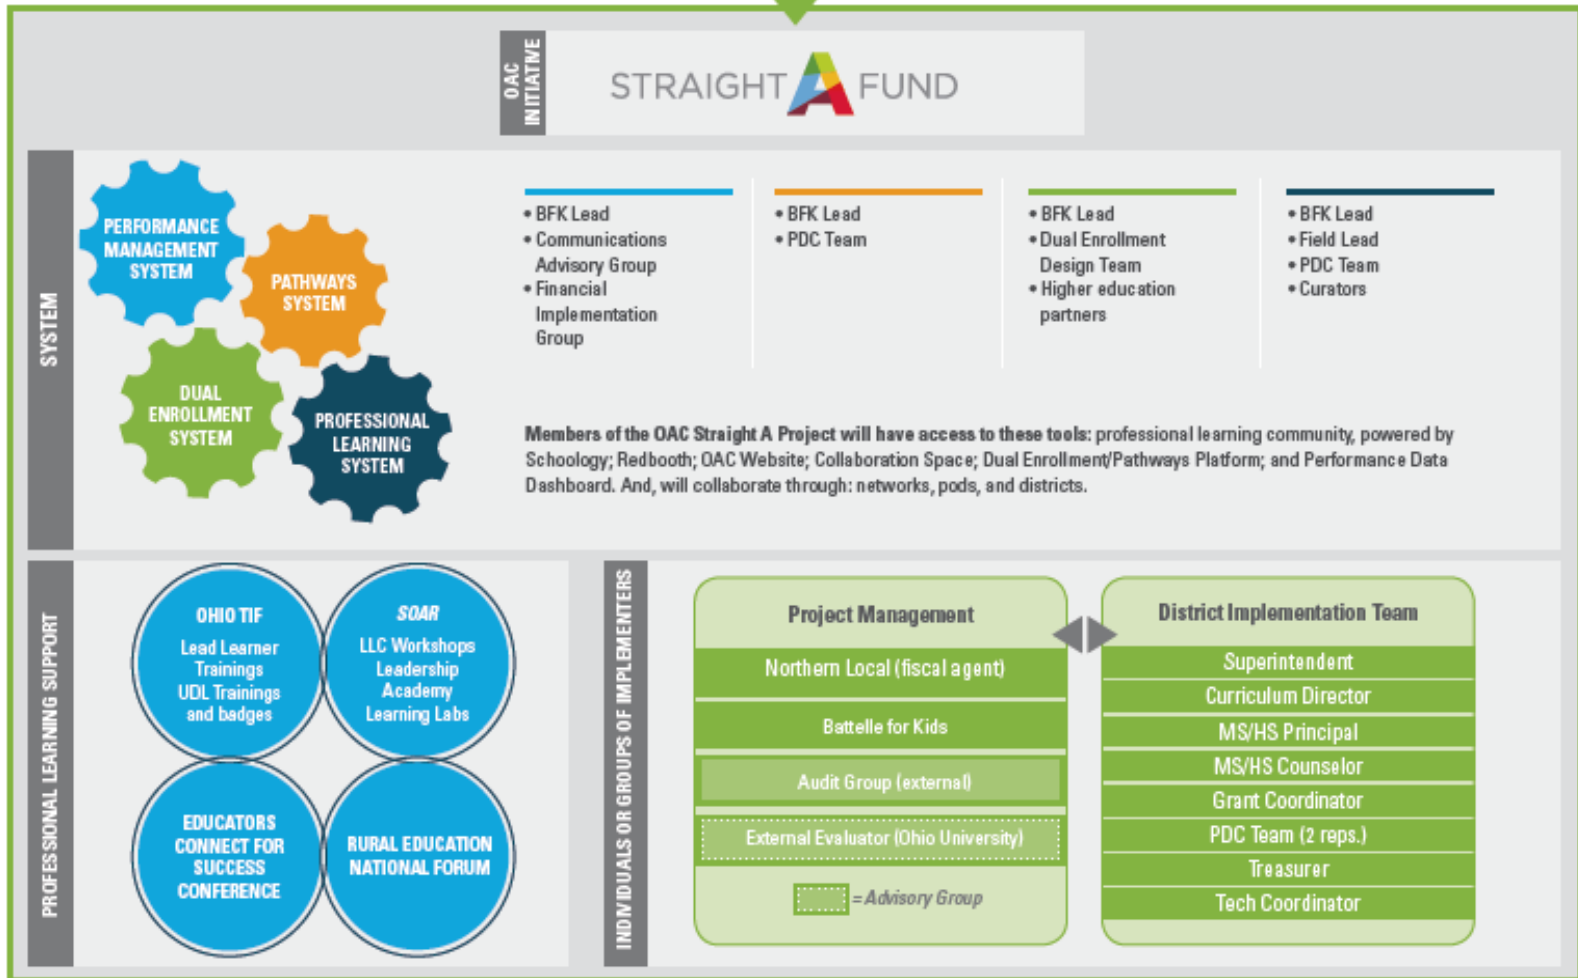 OAC
INITIATIVE
STRAIGHT A FUND
SYSTEM
PERFORMANCE
MANAGEMENT
SYSTEM
PATHWAYS
SYSTEM
DUAL
ENROLLMENT
SYSTEM
PROFESSIONAL
LEARNING
SYSTEM
• BFK Lead
• Communications
Advisory Group
• Financial
Implementation
Group
• BFK Lead
• PDC Team
• BFK Lead
• Dual Enrollment
Design Team
• Higher education
partners
• BFK Lead
• Field Lead
• PDC Team
• Curators
Members of the OAC Straight A Project will have access to these tools: professional learning community, powered by
Schoology; Redbooth; OAC Website; Collaboration Space; Dual Enrollment/Pathways Platform; and Performance Data
Dashboard. And, will collaborate through: networks, pods, and districts.
PROFESSIONAL LEARNING SUPPORT
OHIO TIF
Lead Learner
Trainings
UDL Trainings
and badges
SOAR
LLC Workshops
Leadership
Academy
Learning Labs
EDUCATORS
CONNECT FOR
SUCCESS
CONFERENCE
RURAL EDUCATION
NATIONAL FORUM
INDIVIDUALS OR GROUPS OF IMPLEMENTERS
Project Management
Northern Local (fiscal agent)
Battelle for Kids
Audit Group (external)
External Evaluator (Ohio University)
= Advisory Group
District Implementation Team
Superintendent
Curriculum Director
MS/HS Principal
MS/HS Counselor
Grant Coordinator
PDC Team (2 reps.)
Treasurer
Tech Coordinator